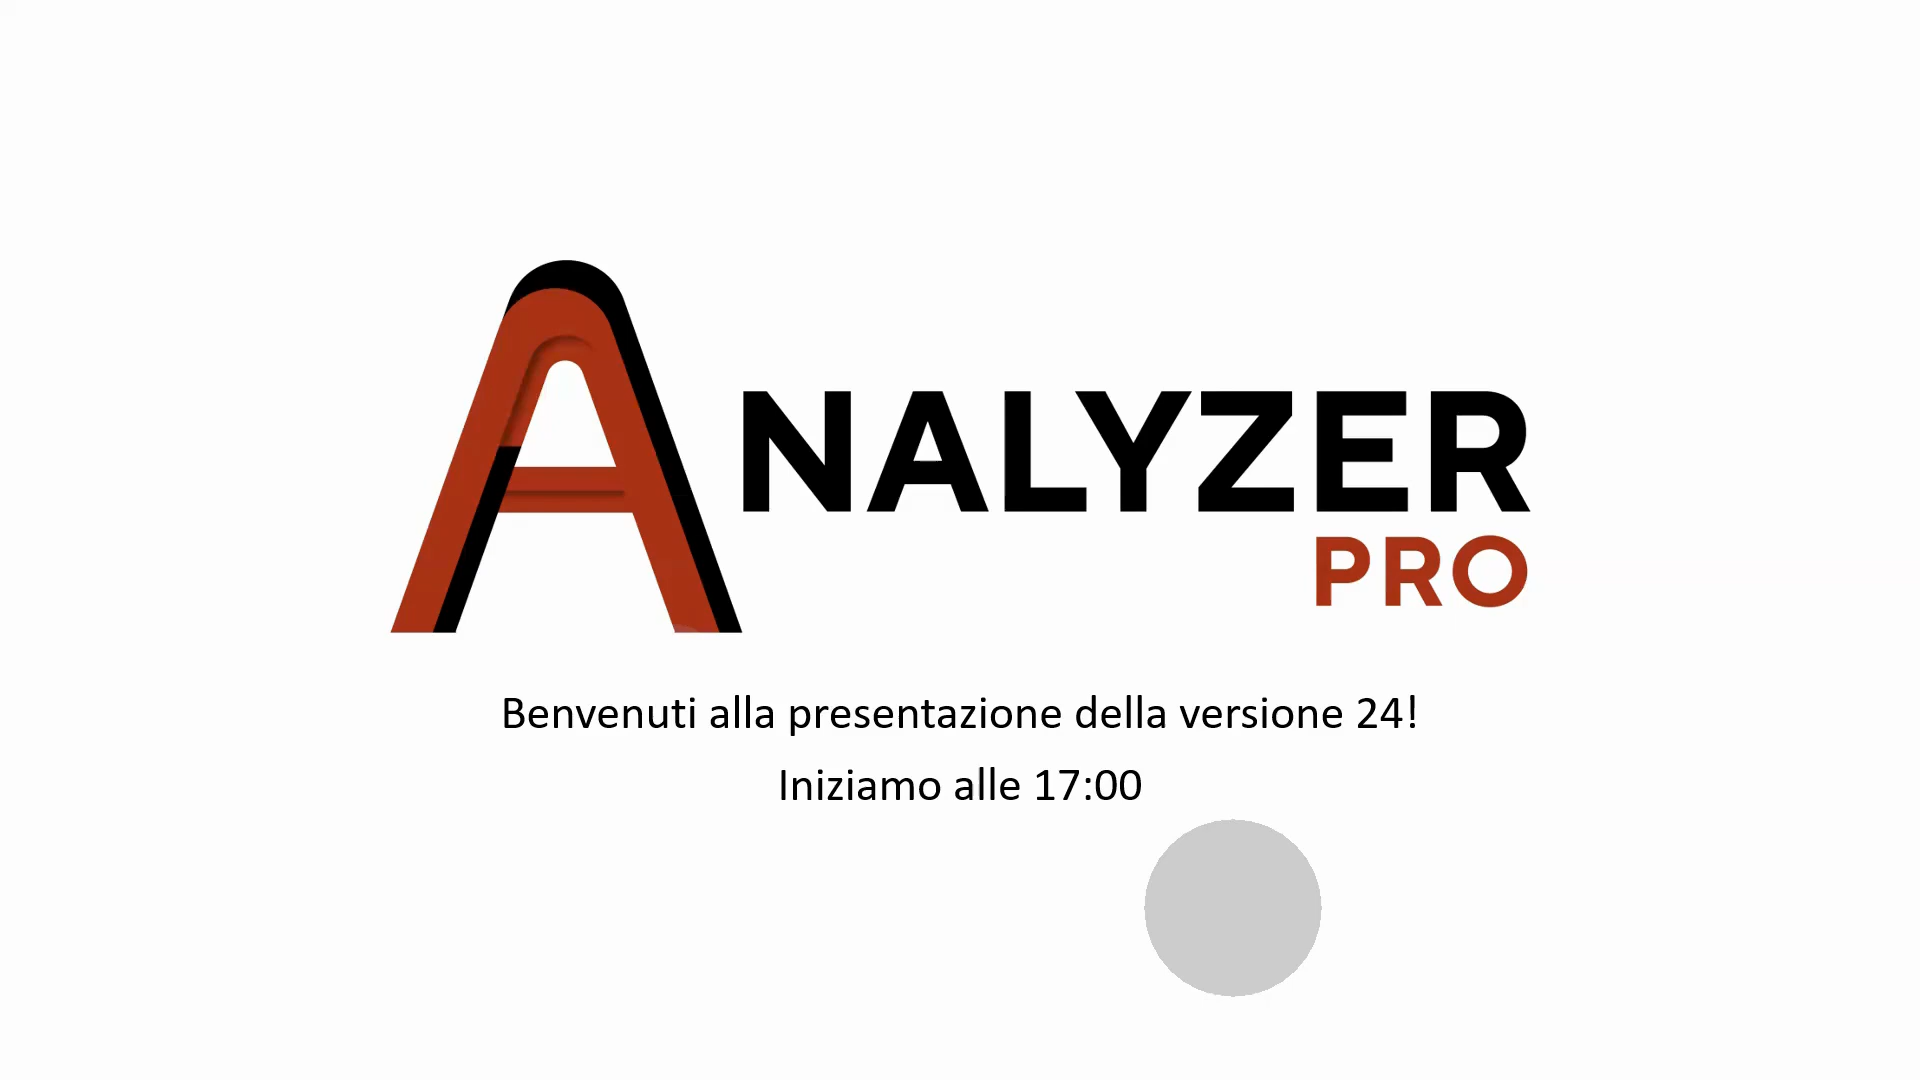 ANALYZER
PRO
Benvenuti alla presentazione della versione 24!
Iniziamo alle 17:00